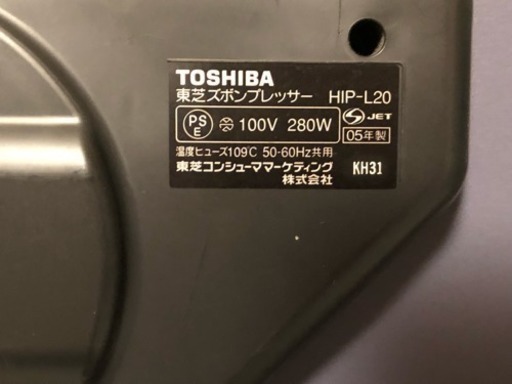 TOSHIBA
東芝ズボンプレッサー HIP-L20
PS E 100V 280W S JET
05年製
温度ヒューズ109℃ 50-60Hz共用
東芝コンシューママーケティング KH31
株式会社